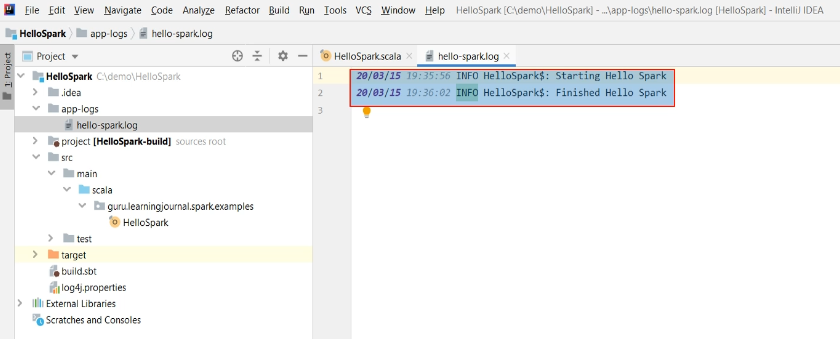 File Edit View Navigate Code Analyze Refactor Build Run Tools VCS Window Help HelloSpark [C:\demo\HelloSpark] - ...\app-logs\hello-spark.log [HelloSpark] - IntelliJ IDEA
HelloSpark app-logs hello-spark.log
Project HelloSpark.scala hello-spark.log
1: Project
HelloSpark C:\demo\HelloSpark
.idea
app-logs
hello-spark.log
project [HelloSpark-build] sources root
src
main
scala
guru.learningjournal.spark.examples
HelloSpark
test
target
build.sbt
log4j.properties
External Libraries
Scratches and Consoles
1 20/03/15 19:35:56 INFO HelloSpark$: Starting Hello Spark
2 20/03/15 19:36:02 INFO HelloSpark$: Finished Hello Spark
3